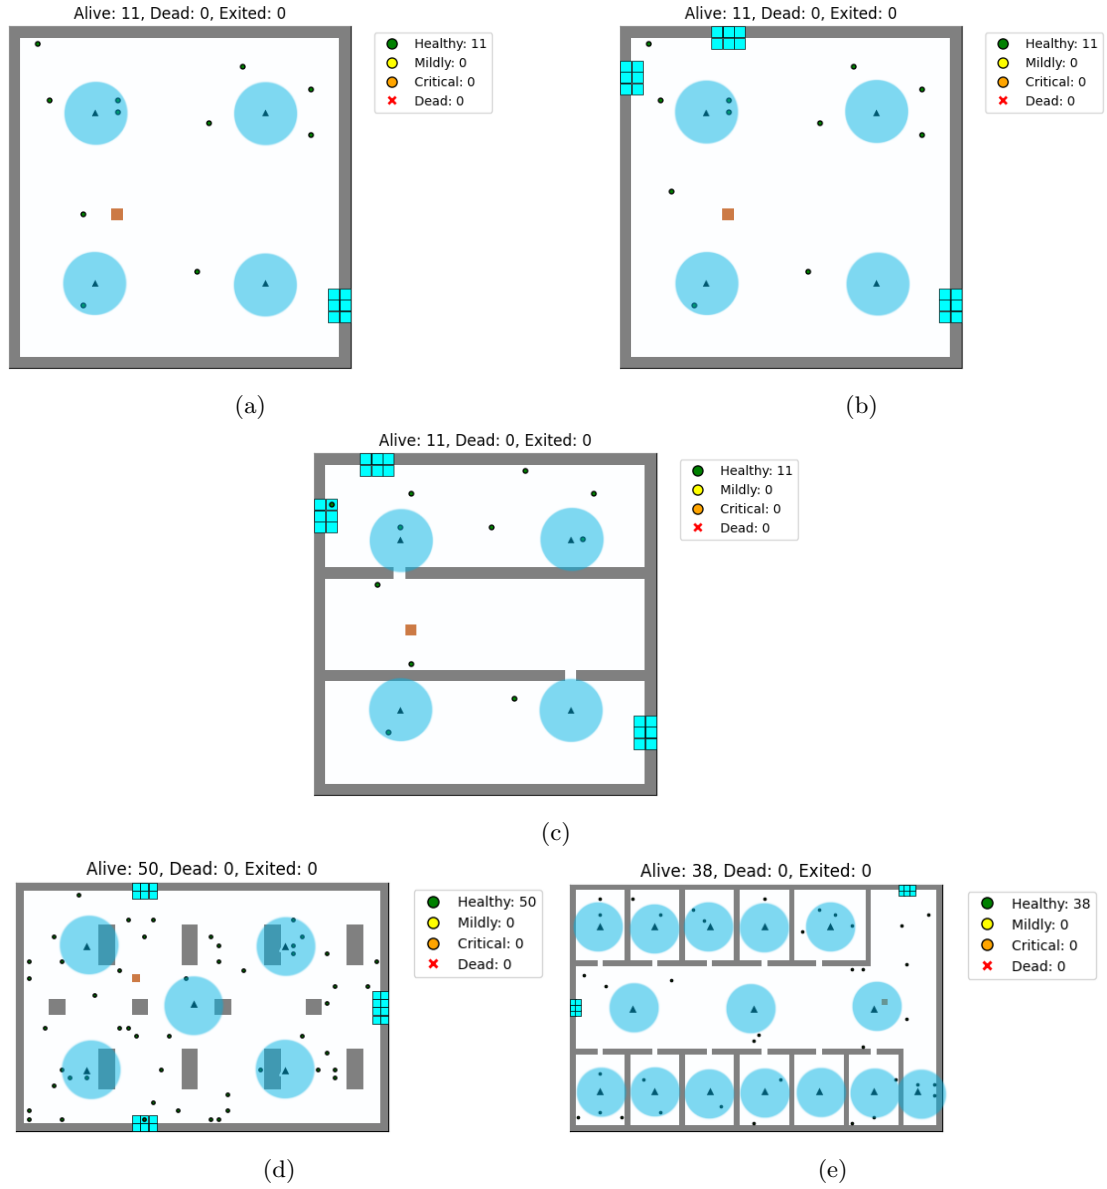 Alive: 11, Dead: 0, Exited: 0
Healthy: 11
Mildly: 0
Critical: 0
Dead: 0
(a)
Alive: 11, Dead: 0, Exited: 0
Healthy: 11
Mildly: 0
Critical: 0
Dead: 0
(b)
Alive: 11, Dead: 0, Exited: 0
Healthy: 11
Mildly: 0
Critical: 0
Dead: 0
(c)
Alive: 50, Dead: 0, Exited: 0
Healthy: 50
Mildly: 0
Critical: 0
Dead: 0
(d)
Alive: 38, Dead: 0, Exited: 0
Healthy: 38
Mildly: 0
Critical: 0
Dead: 0
(e)